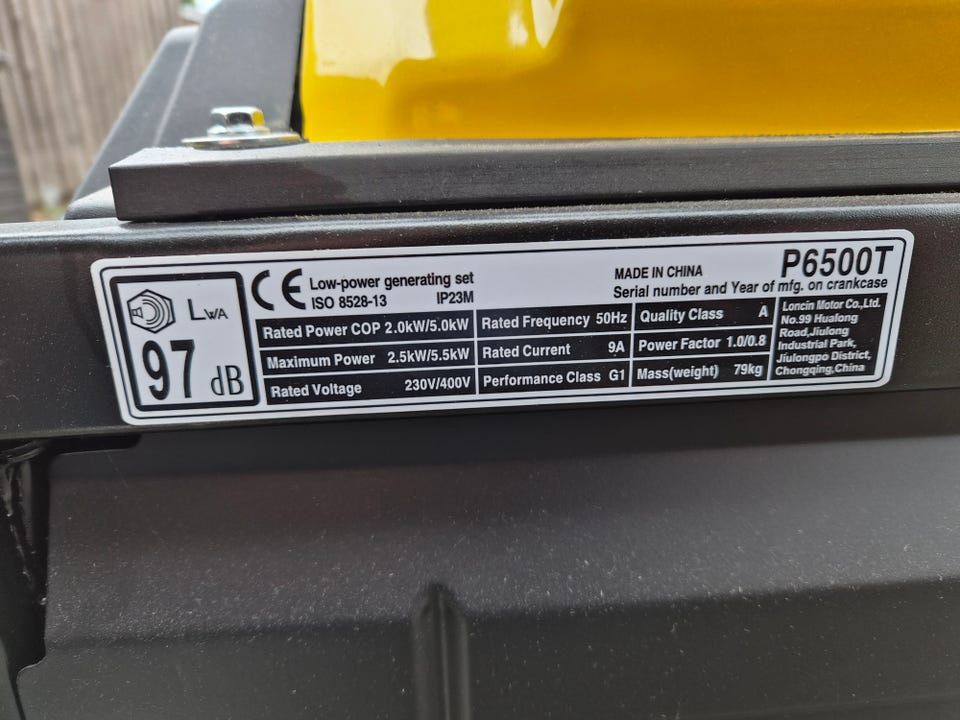 CE Low-power generating set
ISO 8528-13 IP23M
MADE IN CHINA P6500T
Serial number and Year of mfg. on crankcase
LWA
97 dB
Rated Power COP 2.0kW/5.0kW
Maximum Power 2.5kW/5.5kW
Rated Voltage 230V/400V
Rated Frequency 50Hz
Rated Current 9A
Performance Class G1
Quality Class A
Power Factor 1.0/0.8
Mass(weight) 79kg
Loncin Motor Co.,Ltd.
No.99 Hualong
Road,Jiulong
Industrial Park,
Jiulongpo District,
Chongqing,China